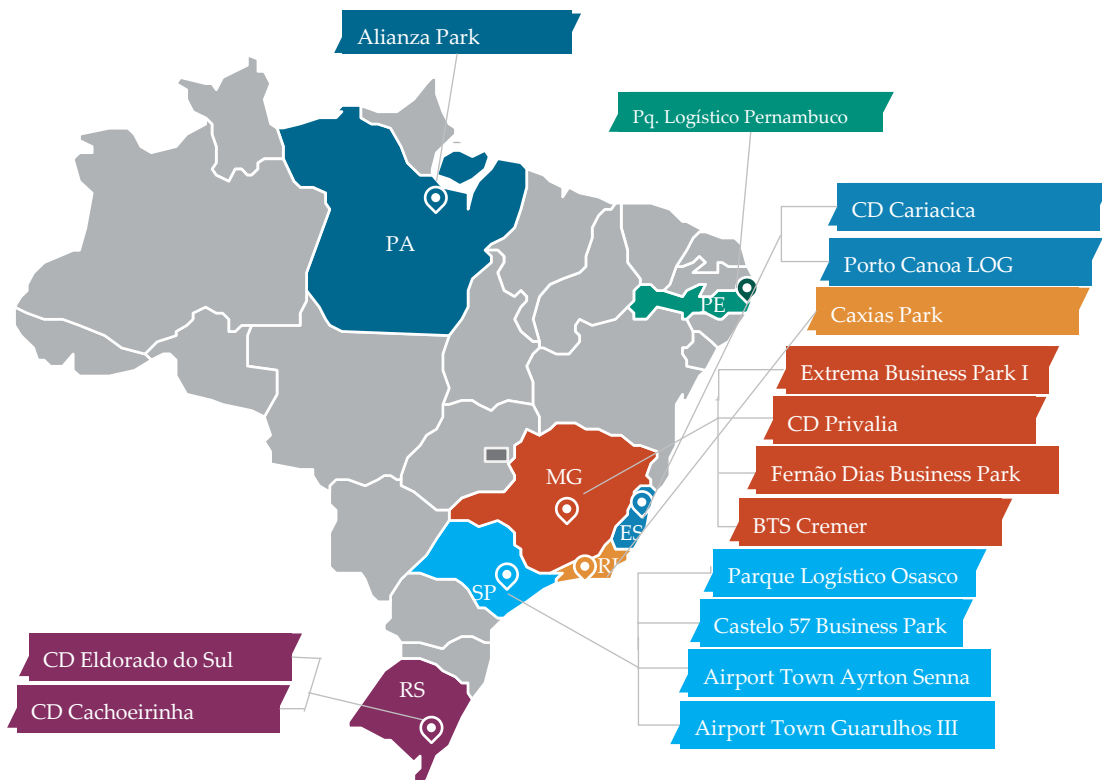 Alianza Park
Pq. Logístico Pernambuco
CD Cariacica
PA
Porto Canoa LOG
PE
Caxias Park
Extrema Business Park I
CD Privalia
MG
Fernão Dias Business Park
ES
BTS Cremer
RJ
Parque Logístico Osasco
SP
Castelo 57 Business Park
CD Eldorado do Sul
Airport Town Ayrton Senna
RS
CD Cachoeirinha
Airport Town Guarulhos III